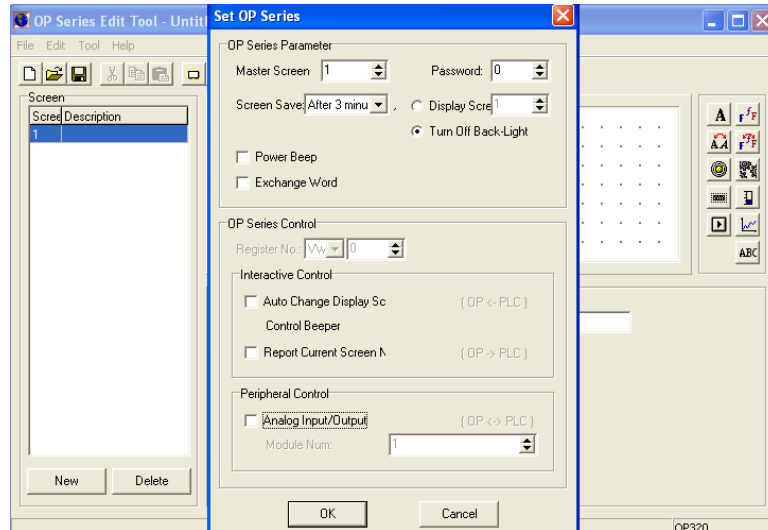 OP Series Edit Tool - Untitl
Set OP Series
File Edit Tool Help
OP Series Parameter
Master Screen 1 Password: 0
Screen Save: After 3 minu , Display Scre 1
Turn Off Back-Light
Power Beep
Exchange Word
Screen
Scree Description
1
OP Series Control
Register No.: VW 0
Interactive Control
Auto Change Display Sc ( OP <- PLC )
Control Beeper
Report Current Screen N ( OP -> PLC )
Peripheral Control
Analog Input/Output ( OP <-> PLC )
Module Num: 1
New Delete
OK Cancel
A F f F
A A F F
ABC
OP320